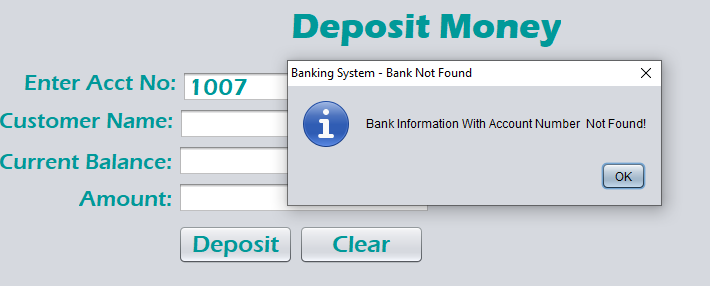 Deposit Money
Banking System - Bank Not Found
Enter Acct No: 1007
Bank Information With Account Number  Not Found!
Customer Name:
Current Balance:
OK
Amount:
Deposit Clear